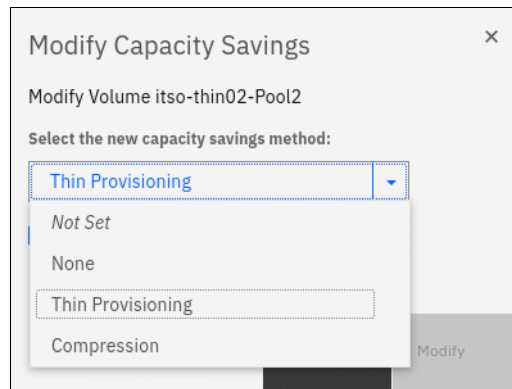 Modify Capacity Savings
Modify Volume itso-thin02-Pool2
Select the new capacity savings method:
Thin Provisioning
Not Set
None
Thin Provisioning
Compression
Modify